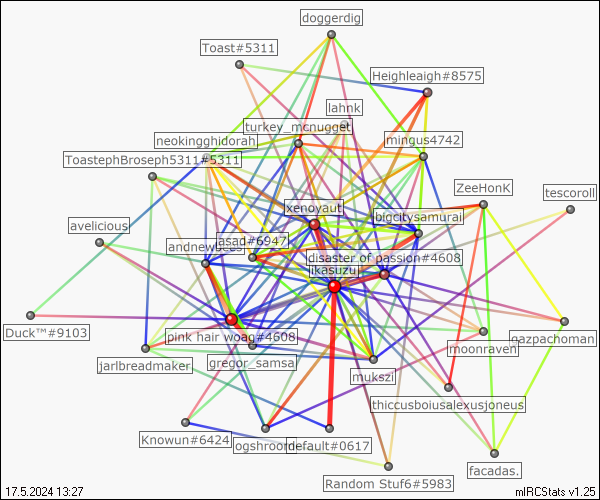 doggerdig
Toast#5311
Heighleaigh#8575
lahnk
turkey_mcnugget
neokingghidorah
mingus4742
ToastephBroseph5311#5311
ZeeHonK
tescoroll
xenoyaut
bigcitysamurai
avelicious
asad#6947
andnewbees
disaster of passion#4608
ikasuzu
Duck™#9103
pink hair woag#4608
gazpachoman
moonraven
jarlbreadmaker
gregor_samsa
mukszi
thiccusboiusalexusjoneus
Knowun#6424
ogshroom
default#0617
facadas.
Random Stuf6#5983
17.5.2024 13:27
mIRCStats v1.25